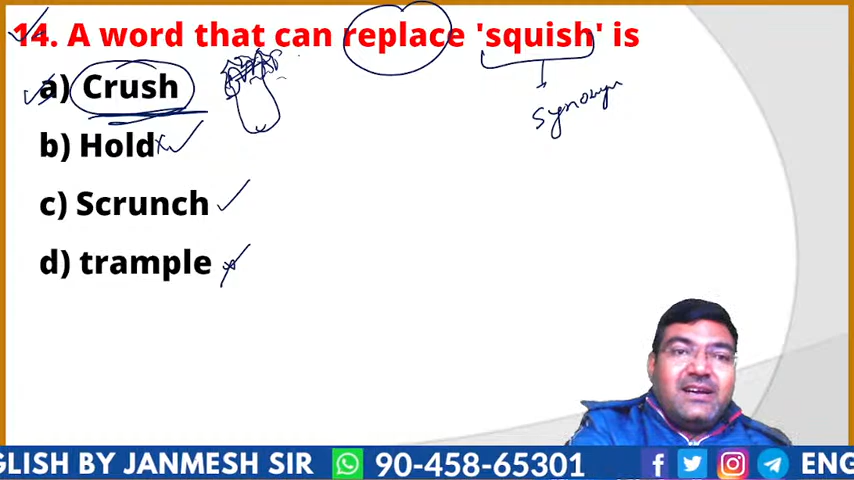 14. A word that can replace 'squish' is
a) Crush
synonym
b) Hold
c) Scrunch
d) trample
GLISH BY JANMESH SIR 90-458-65301 ENG